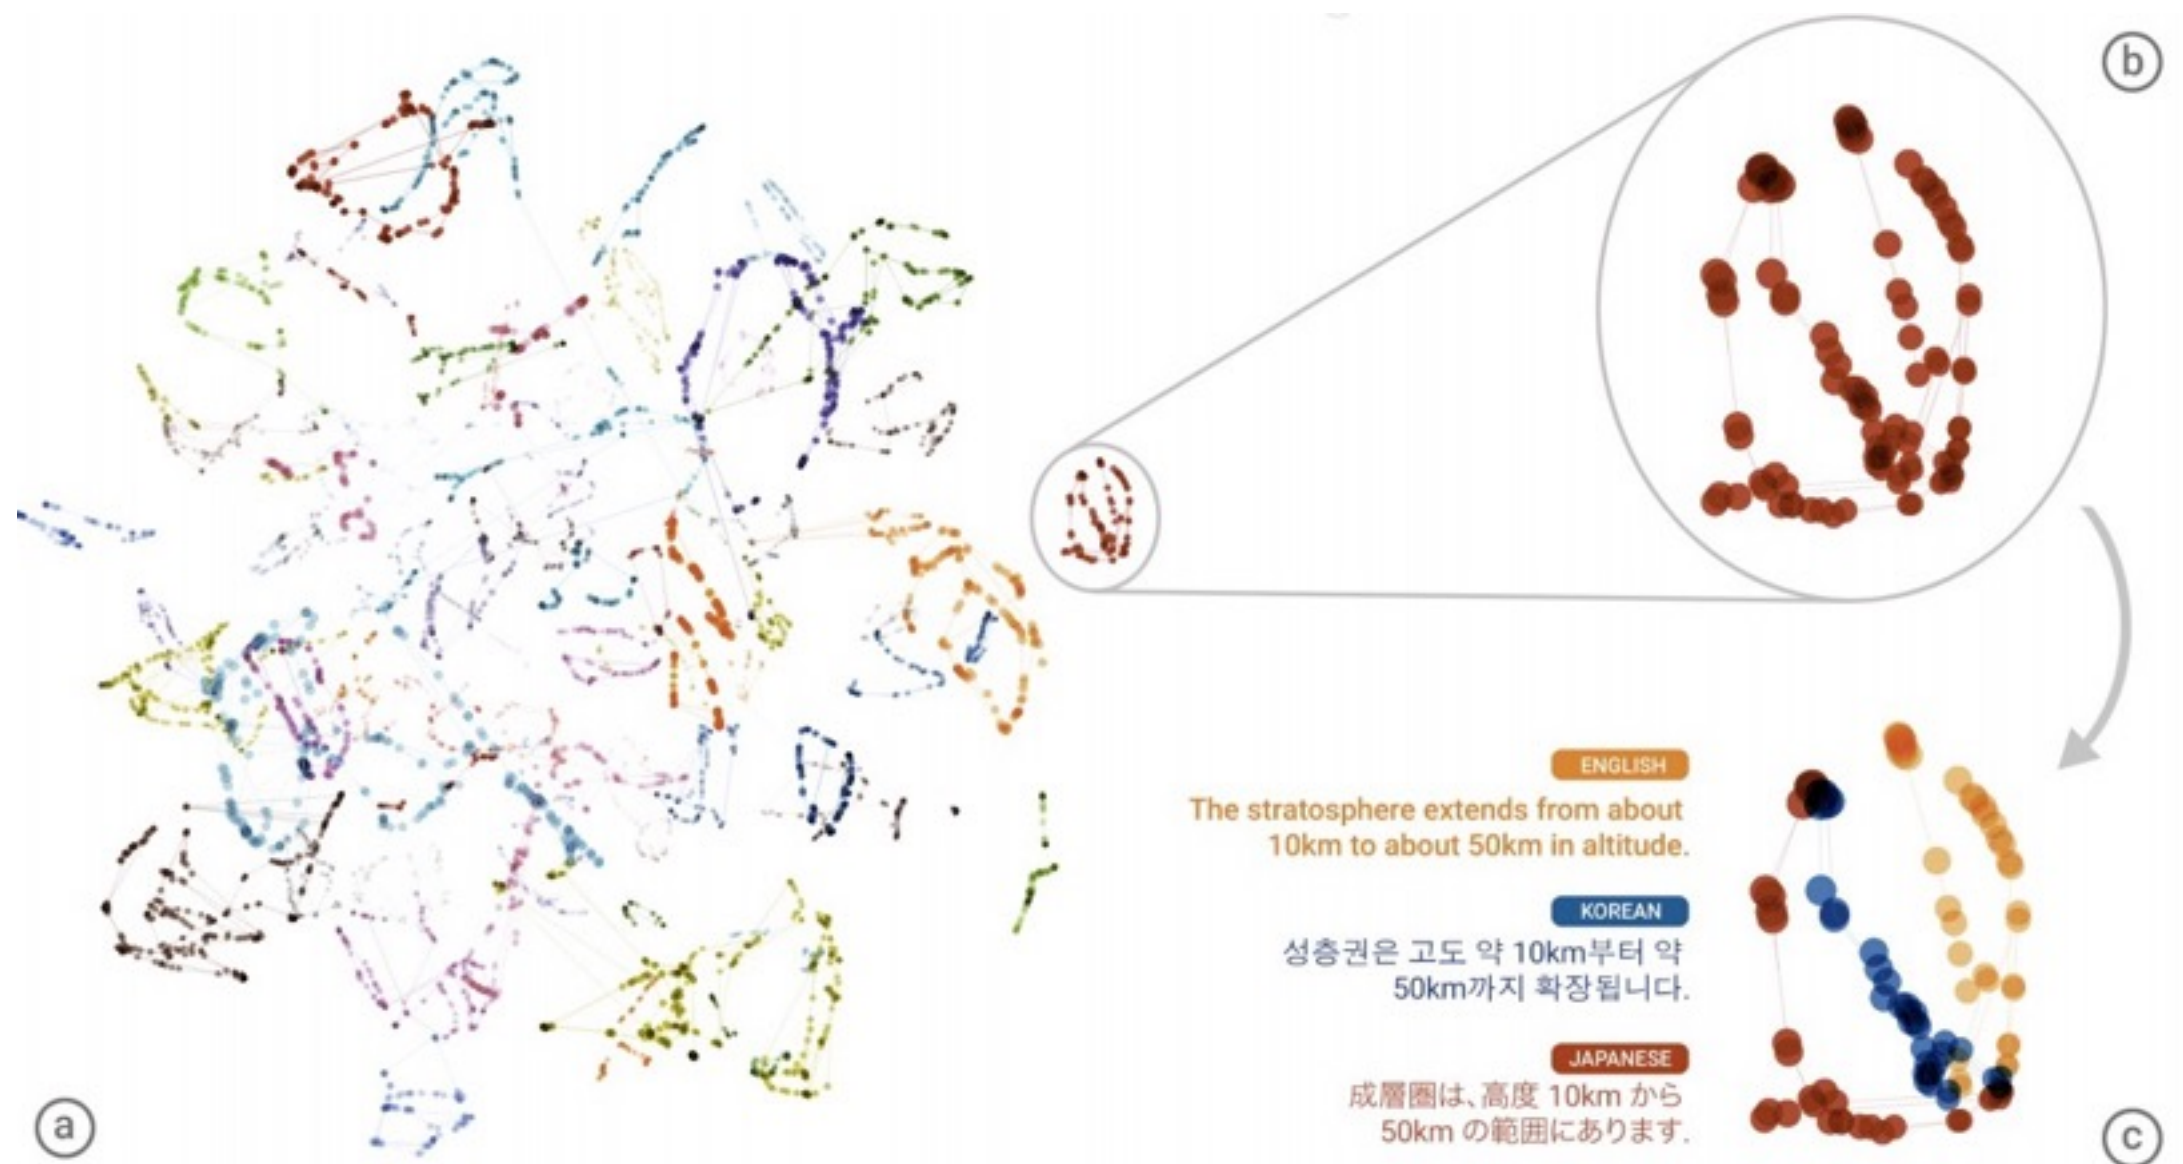 b
ENGLISH
The stratosphere extends from about
10km to about 50km in altitude.
KOREAN
성층권은 고도 약 10km부터 약
50km까지 확장됩니다.
JAPANESE
成層圏は、高度 10km から
50km の範囲にあります.
a
c